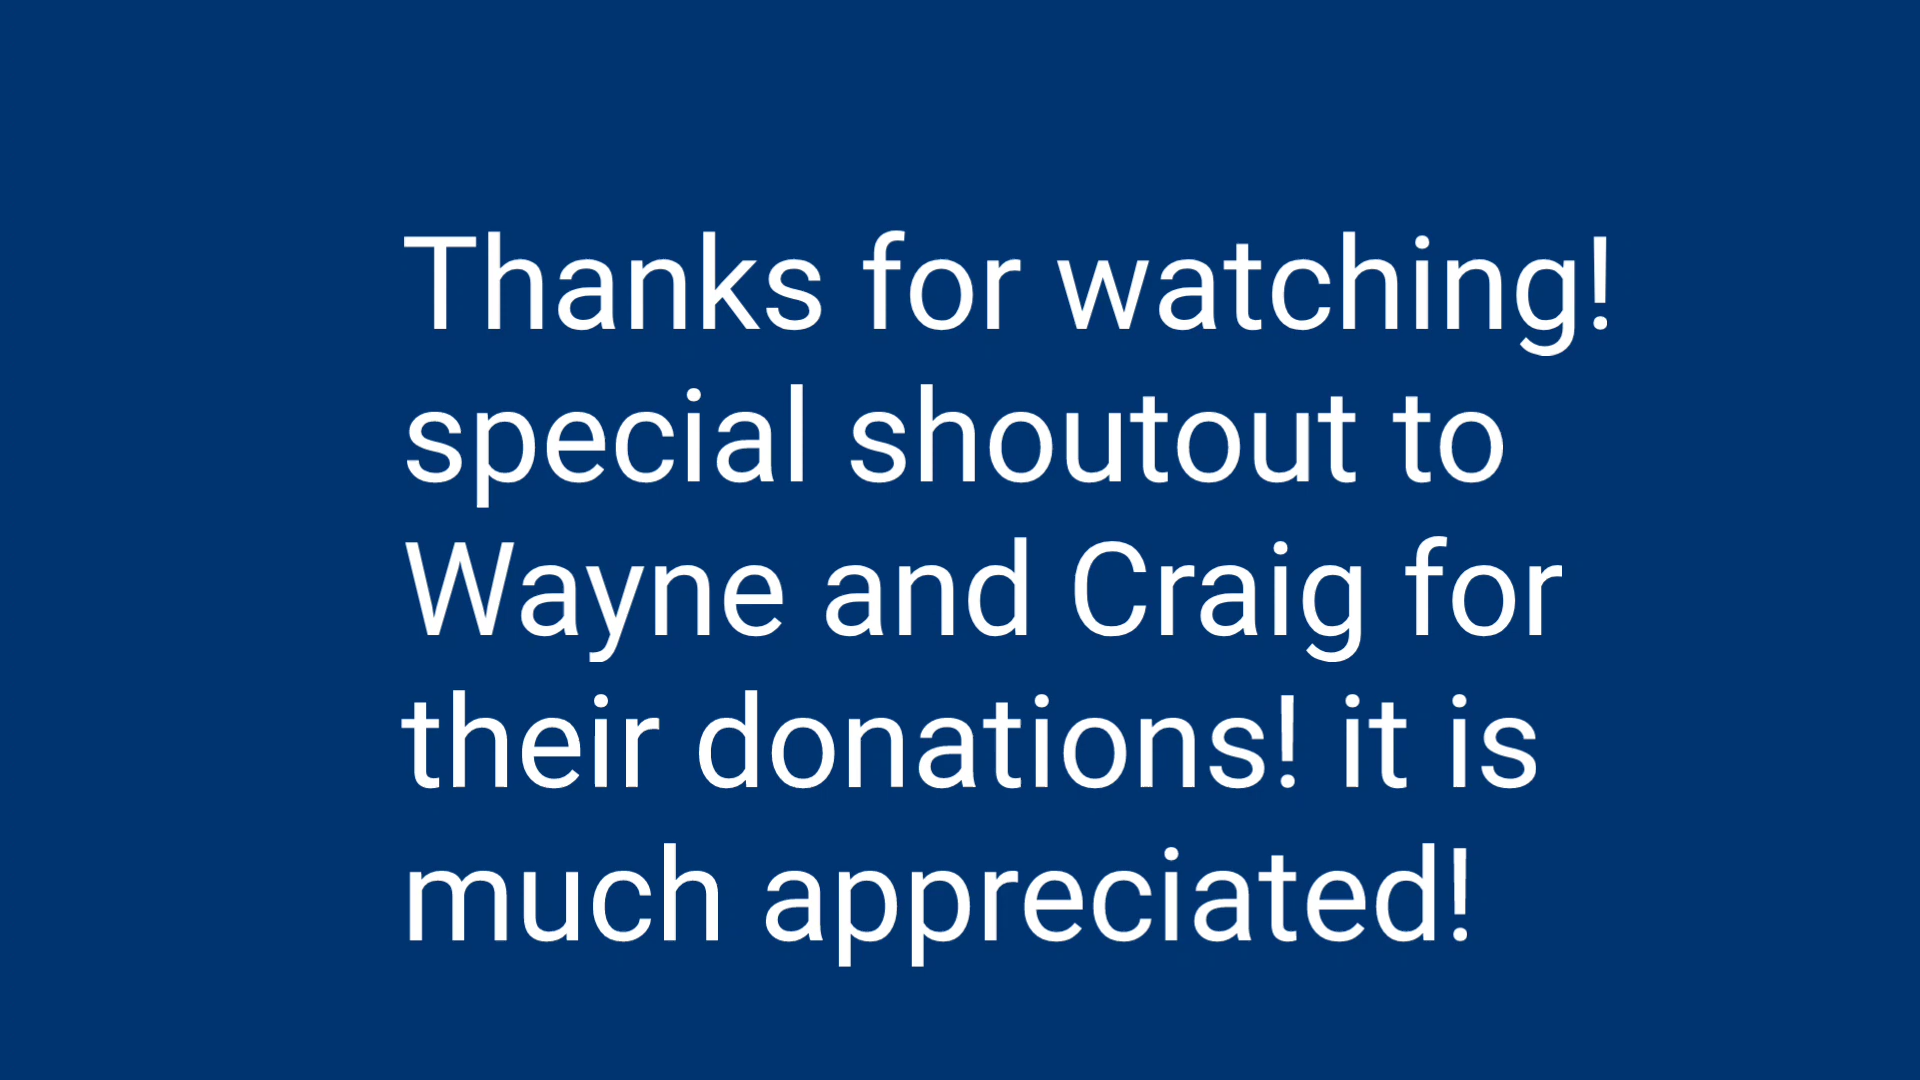 Thanks for watching!
special shoutout to
Wayne and Craig for
their donations! it is
much appreciated!